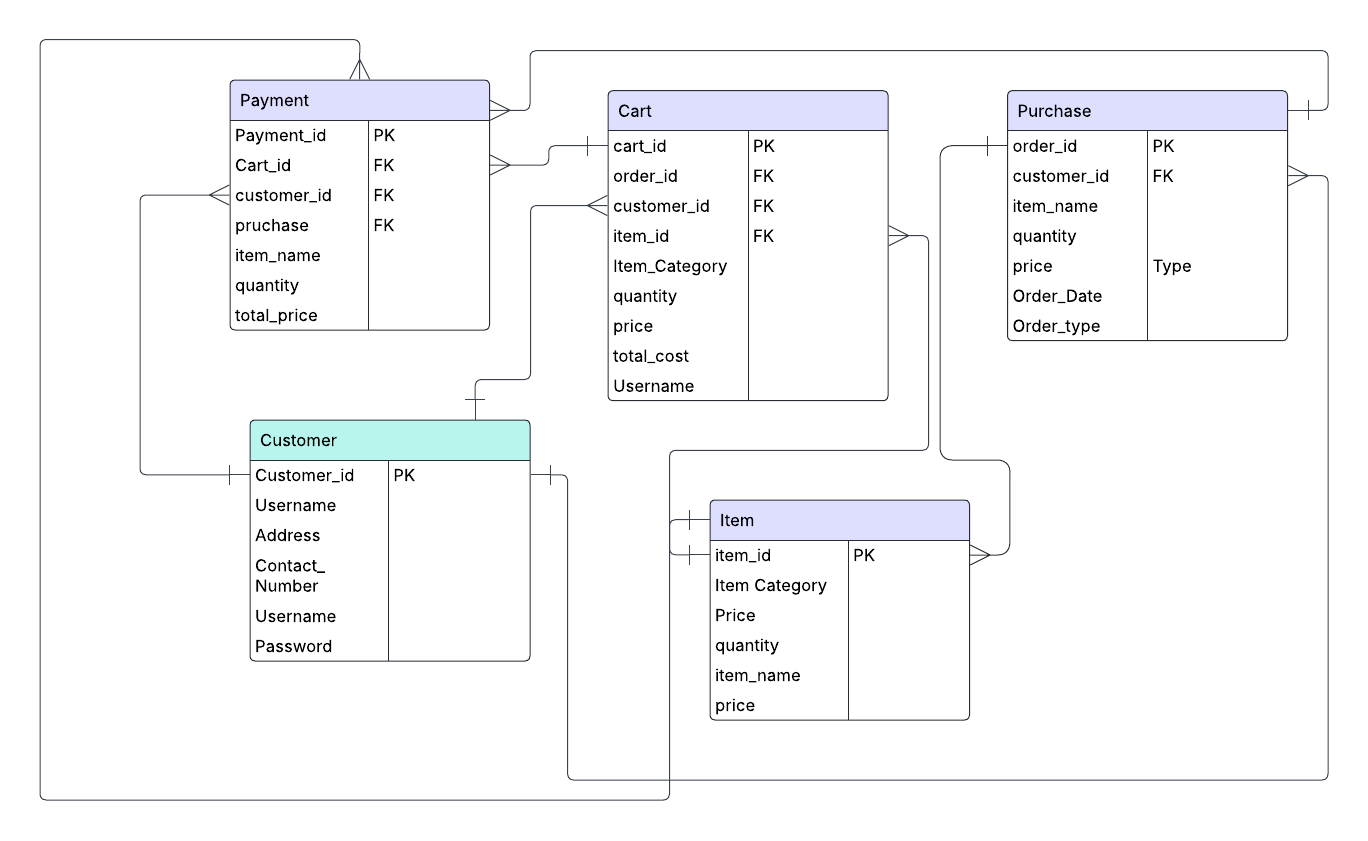 Payment
Payment_id PK
Cart_id FK
customer_id FK
pruchase FK
item_name
quantity
total_price
Cart
cart_id PK
order_id FK
customer_id FK
item_id FK
Item_Category
quantity
price
total_cost
Username
Purchase
order_id PK
customer_id FK
item_name
quantity
price Type
Order_Date
Order_type
Customer
Customer_id PK
Username
Address
Contact_
Number
Username
Password
Item
item_id PK
Item Category
Price
quantity
item_name
price